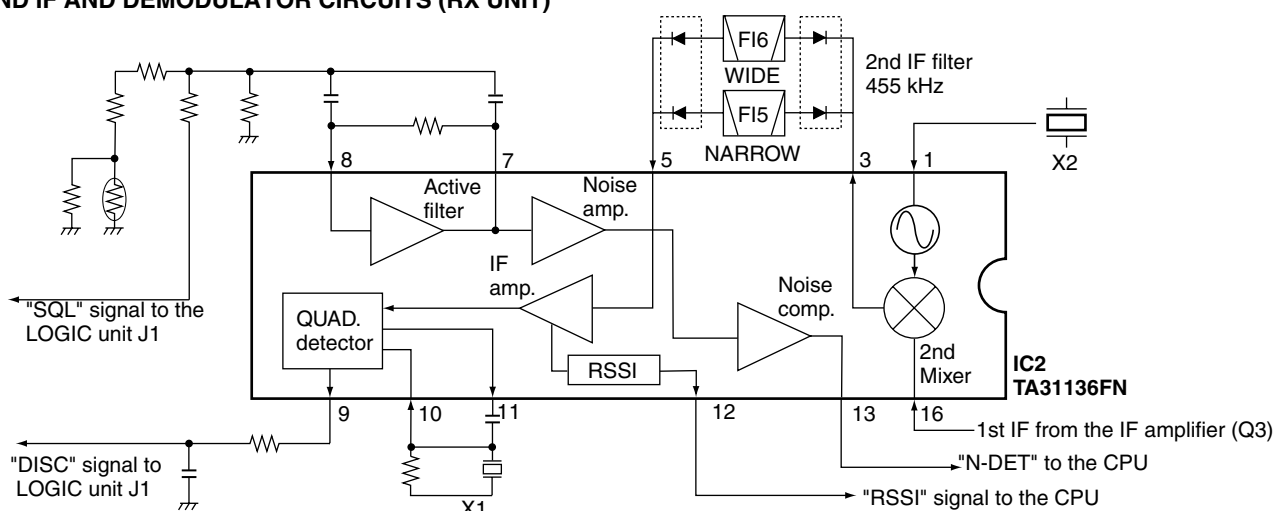 ND IF AND DEMODULATOR CIRCUITS (RX UNIT)
FI6
WIDE
2nd IF filter
455 kHz
FI5
NARROW
X2
8
7
5
3
1
Active
filter
Noise
amp.
IF
amp.
"SQL" signal to the
LOGIC unit J1
QUAD.
detector
Noise
comp.
RSSI
2nd
Mixer
IC2
TA31136FN
9
10
11
12
13
16
1st IF from the IF amplifier (Q3)
"DISC" signal to
LOGIC unit J1
"N-DET" to the CPU
"RSSI" signal to the CPU
X1